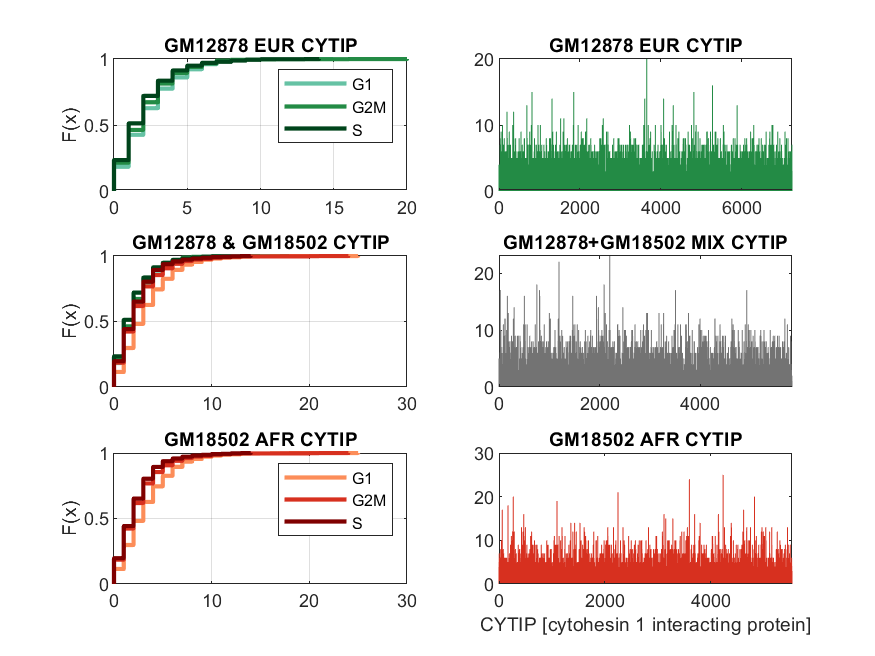 GM12878 EUR CYTIP
1
0.5
0
F(x)
0 5 10 15 20
G1
G2M
S
GM12878 EUR CYTIP
20
10
0
0 2000 4000 6000
GM12878 & GM18502 CYTIP
1
0.5
0
F(x)
0 10 20 30
GM12878+GM18502 MIX CYTIP
20
10
0
0 2000 4000
GM18502 AFR CYTIP
1
0.5
0
F(x)
0 10 20 30
G1
G2M
S
GM18502 AFR CYTIP
30
20
10
0
0 2000 4000
CYTIP [cytohesin 1 interacting protein]